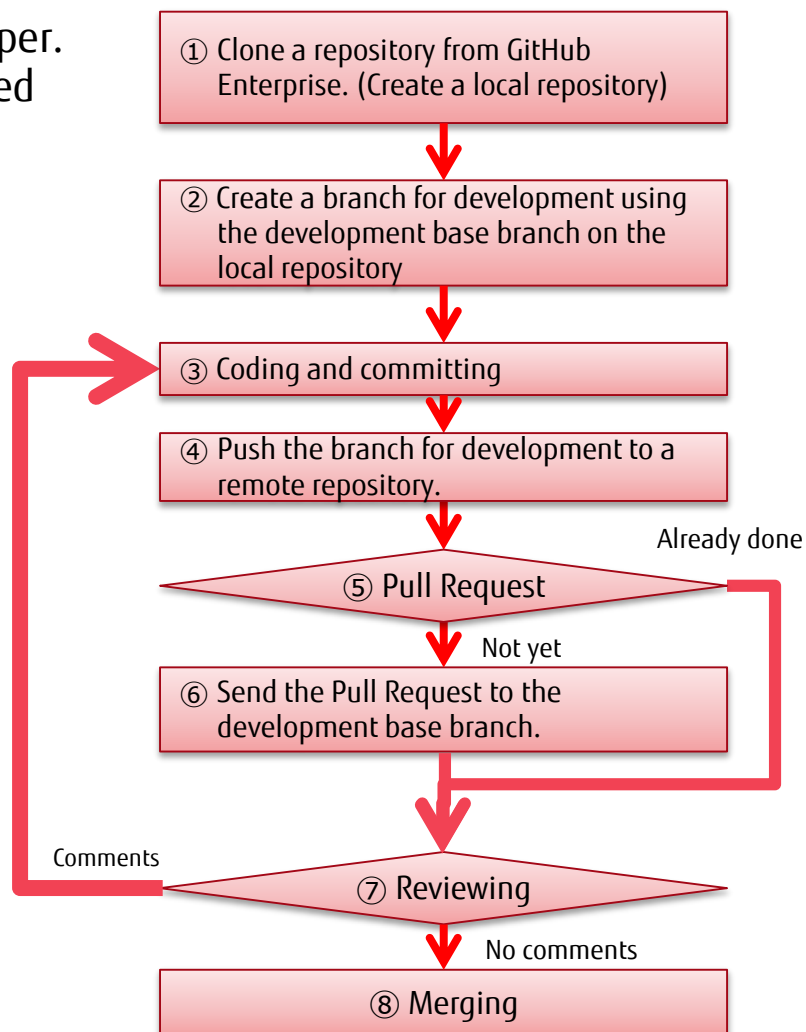 per.
ed
① Clone a repository from GitHub
Enterprise. (Create a local repository)
② Create a branch for development using
the development base branch on the
local repository
③ Coding and committing
④ Push the branch for development to a
remote repository.
Already done
⑤ Pull Request
Not yet
⑥ Send the Pull Request to the
development base branch.
Comments
⑦ Reviewing
No comments
⑧ Merging